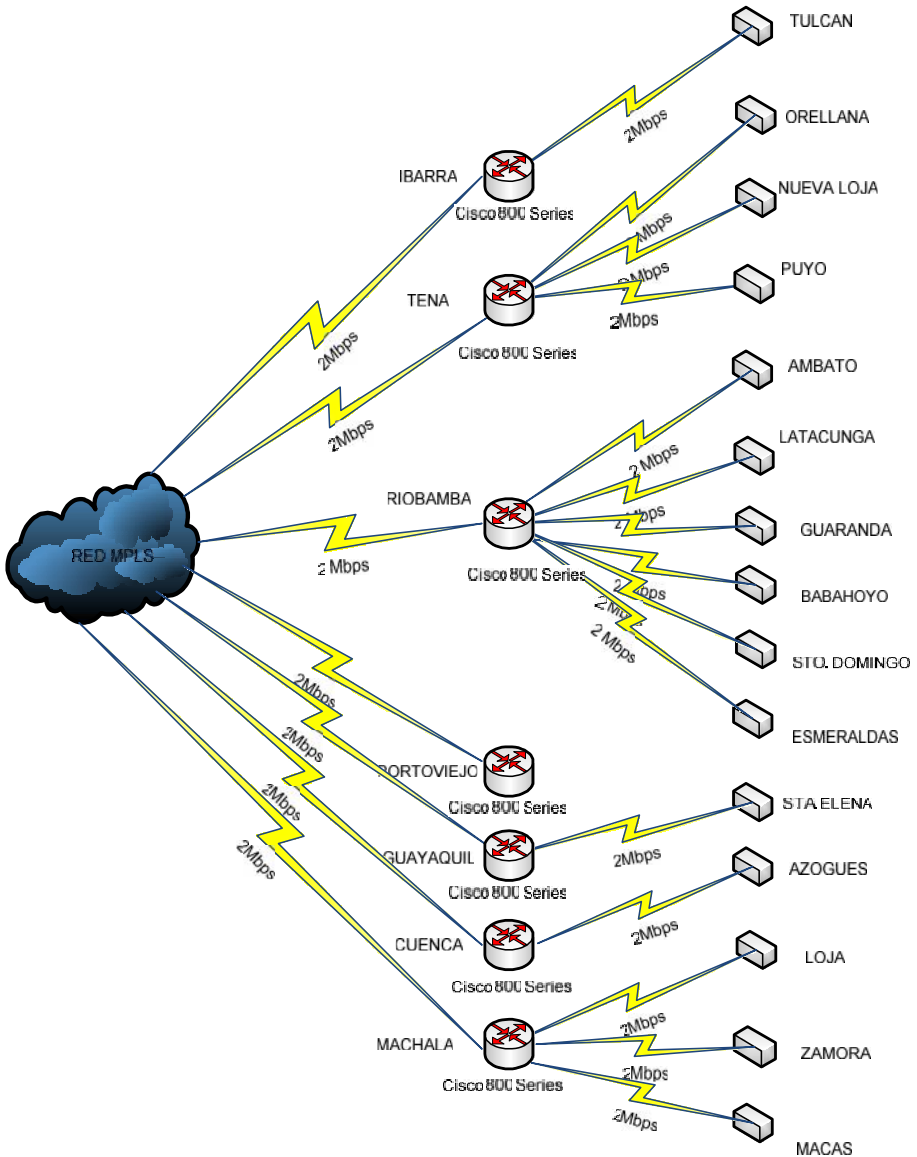 TULCAN
2Mbps
ORELLANA
IBARRA
Cisco 800 Series
NUEVA LOJA
Mbps
Mbps
PUYO
TENA
2Mbps
Cisco 800 Series
2Mbps
2Mbps
AMBATO
LATACUNGA
2 Mbps
RIOBAMBA
GUARANDA
RED MPLS
2 Mbps
Cisco 800 Series
BABAHOYO
2 Mbps
STO. DOMINGO
ESMERALDAS
2Mbps
2Mbps
PORTOVIEJO
Cisco 800 Series
2Mbps
STA.ELENA
2Mbps
GUAYAQUIL
2Mbps
Cisco 800 Series
AZOGUES
CUENCA
2Mbps
Cisco 800 Series
LOJA
2Mbps
MACHALA
ZAMORA
2Mbps
Cisco 800 Series
2Mbps
MACAS